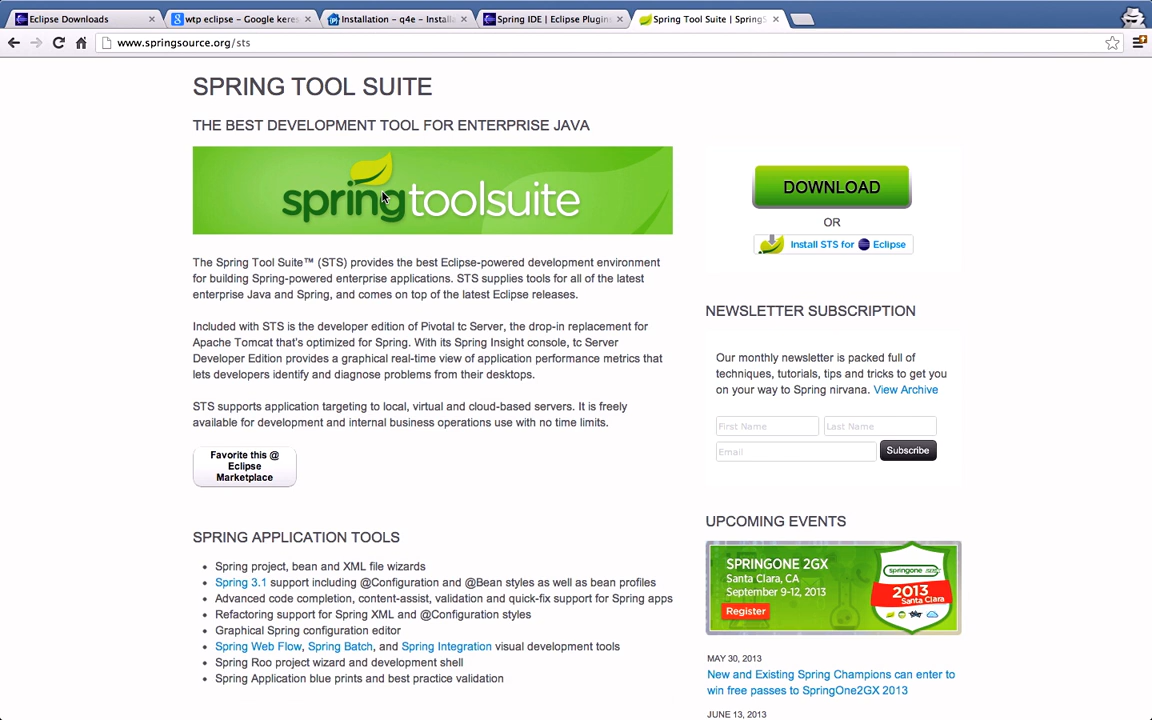 Eclipse Downloads
wtp eclipse - Google keres
Installation - q4e - Installa
Spring IDE | Eclipse Plugin
Spring Tool Suite | SpringS
www.springsource.org/sts
SPRING TOOL SUITE
THE BEST DEVELOPMENT TOOL FOR ENTERPRISE JAVA
springtoolsuite
The Spring Tool Suite™ (STS) provides the best Eclipse-powered development environment
for building Spring-powered enterprise applications. STS supplies tools for all of the latest
enterprise Java and Spring, and comes on top of the latest Eclipse releases.
Included with STS is the developer edition of Pivotal tc Server, the drop-in replacement for
Apache Tomcat that's optimized for Spring. With its Spring Insight console, tc Server
Developer Edition provides a graphical real-time view of application performance metrics that
lets developers identify and diagnose problems from their desktops.
STS supports application targeting to local, virtual and cloud-based servers. It is freely
available for development and internal business operations use with no time limits.
Favorite this @
Eclipse
Marketplace
SPRING APPLICATION TOOLS
• Spring project, bean and XML file wizards
• Spring 3.1 support including @Configuration and @Bean styles as well as bean profiles
• Advanced code completion, content-assist, validation and quick-fix support for Spring apps
• Refactoring support for Spring XML and @Configuration styles
• Graphical Spring configuration editor
• Spring Web Flow, Spring Batch, and Spring Integration visual development tools
• Spring Roo project wizard and development shell
• Spring Application blue prints and best practice validation
DOWNLOAD
OR
Install STS for Eclipse
NEWSLETTER SUBSCRIPTION
Our monthly newsletter is packed full of
techniques, tutorials, tips and tricks to get you
on your way to Spring nirvana. View Archive
First Name Last Name
Email Subscribe
UPCOMING EVENTS
SPRINGONE 2GX
Santa Clara, CA
September 9-12, 2013
Register
springone 2GX
2013
Santa Clara
MAY 30, 2013
New and Existing Spring Champions can enter to
win free passes to SpringOne2GX 2013
JUNE 13, 2013